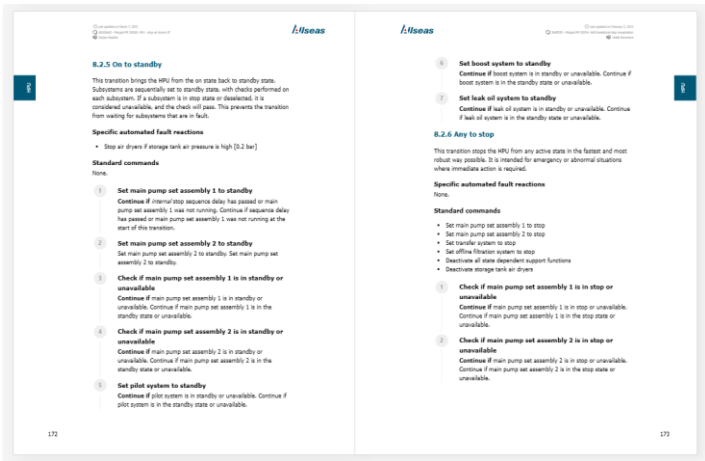 Allseas
8.2.5 On to standby
This transition brings the HPU from the on state back to standby state.
Subsystems are sequentially set to standby state, with checks performed on
each subsystem. If a subsystem is in stop state or deselected, it is
considered unavailable, and the check will pass. This prevents the transition
from waiting for subsystems that are in fault.
Specific automated fault reactions
• Stop air dryers if storage tank air pressure is high [0.2 bar]
Standard commands
None.
1 Set main pump set assembly 1 to standby
Continue if internal stop sequence delay has passed or main
pump set assembly 1 was not running. Continue if sequence delay
has passed or main pump set assembly 1 was not running at the
start of this transition.
2 Set main pump set assembly 2 to standby
Set main pump set assembly 2 to standby. Set main pump set
assembly 2 to standby.
3 Check if main pump set assembly 1 is in standby or
unavailable
Continue if main pump set assembly 1 is in standby or
unavailable. Continue if main pump set assembly 1 is in the
standby state or unavailable.
4 Check if main pump set assembly 2 is in standby or
unavailable
Continue if main pump set assembly 2 is in standby or
unavailable. Continue if main pump set assembly 2 is in the
standby state or unavailable.
5 Set pilot system to standby
Continue if pilot system is in standby or unavailable. Continue if
pilot system is in the standby state or unavailable.
172
Allseas
6 Set boost system to standby
Continue if boost system is in standby or unavailable. Continue if
boost system is in the standby state or unavailable.
7 Set leak oil system to standby
Continue if leak oil system is in standby or unavailable. Continue
if leak oil system is in the standby state or unavailable.
8.2.6 Any to stop
This transition stops the HPU from any active state in the fastest and most
robust way possible. It is intended for emergency or abnormal situations
where immediate action is required.
Specific automated fault reactions
None.
Standard commands
• Set main pump set assembly 1 to stop
• Set main pump set assembly 2 to stop
• Set transfer system to stop
• Set offline filtration system to stop
• Deactivate all state dependent support functions
• Deactivate storage tank air dryers
1 Check if main pump set assembly 1 is in stop or
unavailable
Continue if main pump set assembly 1 is in stop or unavailable.
Continue if main pump set assembly 1 is in the stop state or
unavailable.
2 Check if main pump set assembly 2 is in stop or
unavailable
Continue if main pump set assembly 2 is in stop or unavailable.
Continue if main pump set assembly 2 is in the stop state or
unavailable.
173